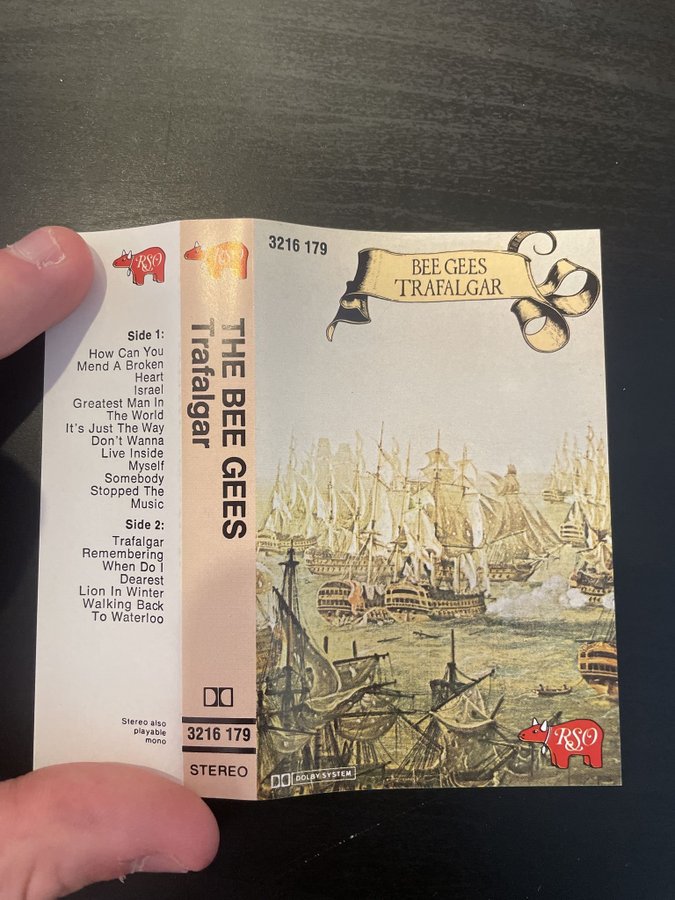 RSO
Side 1:
How Can You
Mend A Broken
Heart
Israel
Greatest Man In
The World
It's Just The Way
Don't Wanna
Live Inside
Myself
Somebody
Stopped The
Music
Side 2:
Trafalgar
Remembering
When Do I
Dearest
Lion In Winter
Walking Back
To Waterloo
Stereo also
playable
mono
RSO
THE BEE GEES
Trafalgar
3216 179
STEREO
3216 179
BEE GEES
TRAFALGAR
RSO
DOLBY SYSTEM